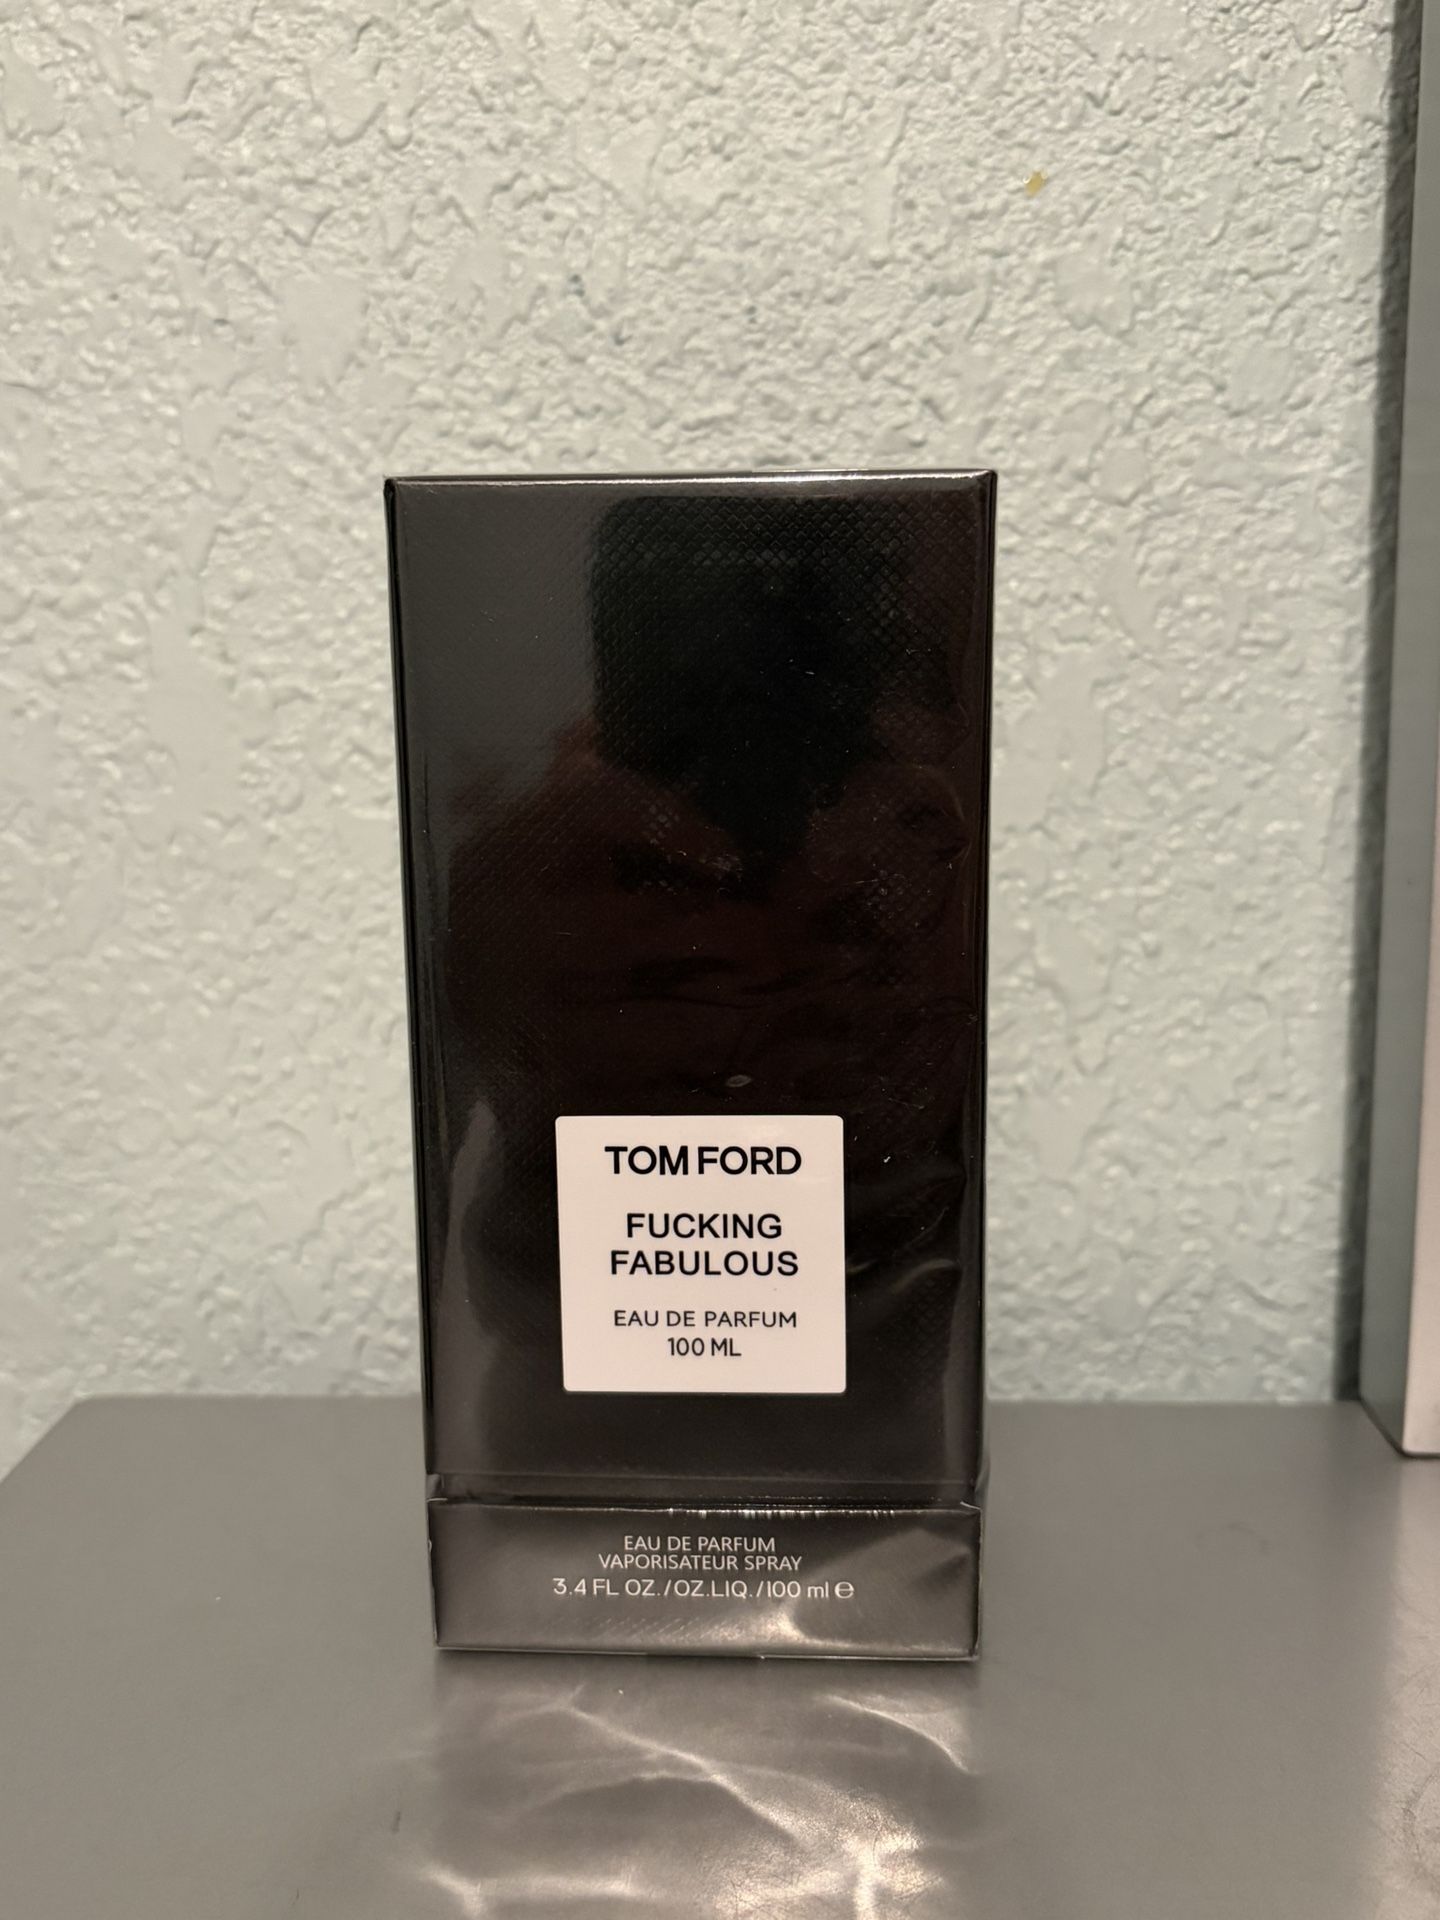 TOM FORD
FUCKING
FABULOUS
EAU DE PARFUM
100 ML
EAU DE PARFUM
VAPORISATEUR SPRAY
3.4 FL OZ./OZ.LIQ./100 ml ℮